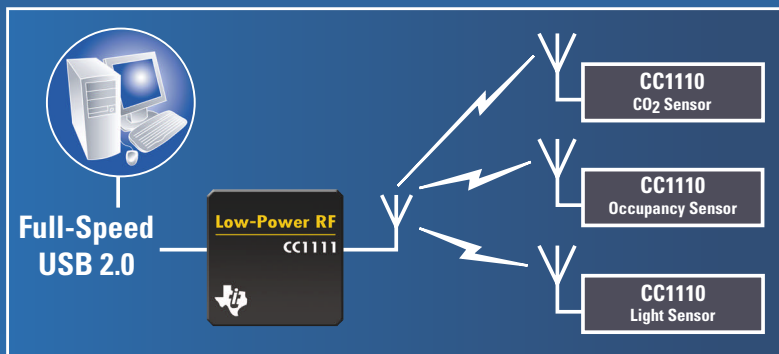 CC1110
CO2 Sensor
CC1110
Occupancy Sensor
CC1110
Light Sensor
Low-Power RF
CC1111
Full-Speed
USB 2.0